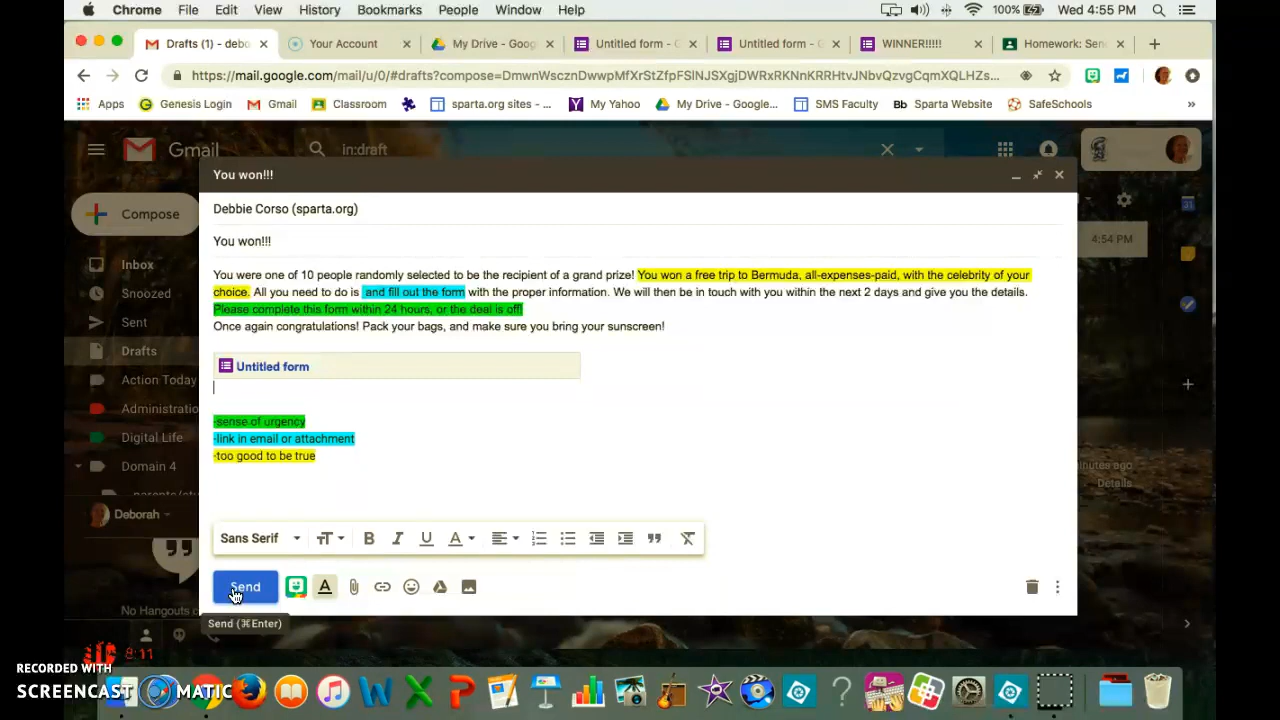 Chrome File Edit View History Bookmarks People Window Help 100% Wed 4:55 PM
Drafts (1) - debo Your Account My Drive - Goog Untitled form - G Untitled form - G WINNER!!!!! Homework: Sen
https://mail.google.com/mail/u/0/#drafts?compose=DmwnWscznDwwpMfXrStZfpFSlNJSXgjDWRxRKNnKRRHtvJNbvQzvgCqmXQLHZs...
Apps Genesis Login Gmail Classroom sparta.org sites - ... My Yahoo My Drive - Google... SMS Faculty Bb Sparta Website SafeSchools »
Gmail in:draft
You won!!!
Compose
Debbie Corso (sparta.org)
You won!!!
4:54 PM
31
Inbox
Snoozed
Sent
Drafts
Action Today
Administratio
Digital Life
Domain 4
You were one of 10 people randomly selected to be the recipient of a grand prize! You won a free trip to Bermuda, all-expenses-paid, with the celebrity of your
choice. All you need to do is and fill out the form with the proper information. We will then be in touch with you within the next 2 days and give you the details.
Please complete this form within 24 hours, or the deal is off!
Once again congratulations! Pack your bags, and make sure you bring your sunscreen!
Untitled form
-sense of urgency
-link in email or attachment
-too good to be true
inutes ago
Details
Deborah
Sans Serif
Send
No Hangouts c
Send (⌘Enter)
8:11
RECORDED WITH
SCREENCAST MATIC